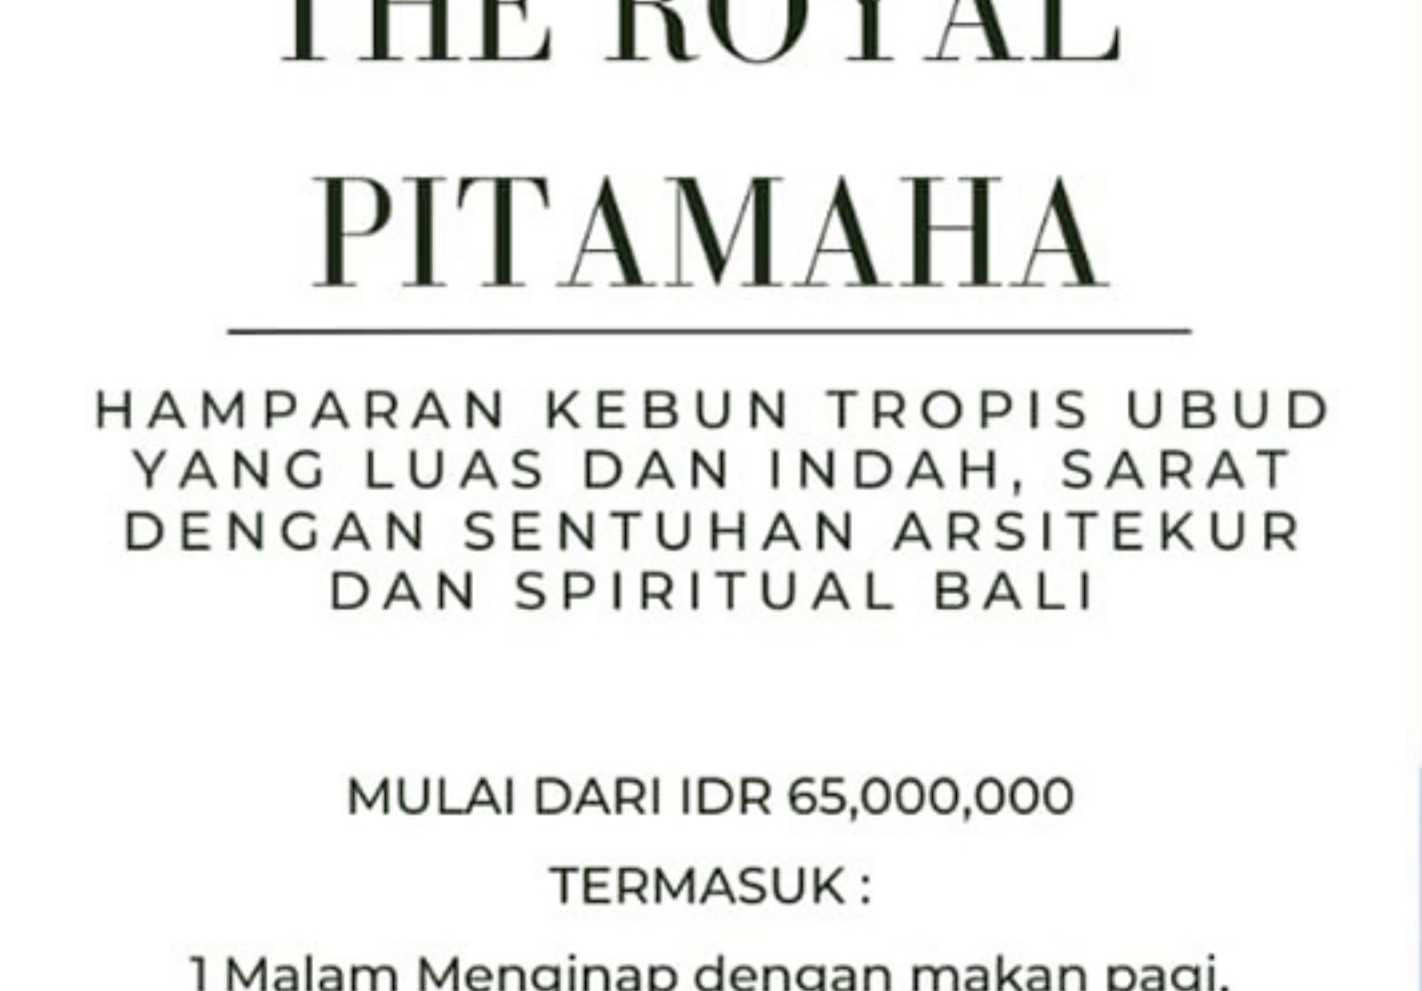 THE ROYAL
PITAMAHA
HAMPARAN KEBUN TROPIS UBUD
YANG LUAS DAN INDAH, SARAT
DENGAN SENTUHAN ARSITEKUR
DAN SPIRITUAL BALI
MULAI DARI IDR 65,000,000
TERMASUK :
1 Malam Menginap dengan makan pagi,